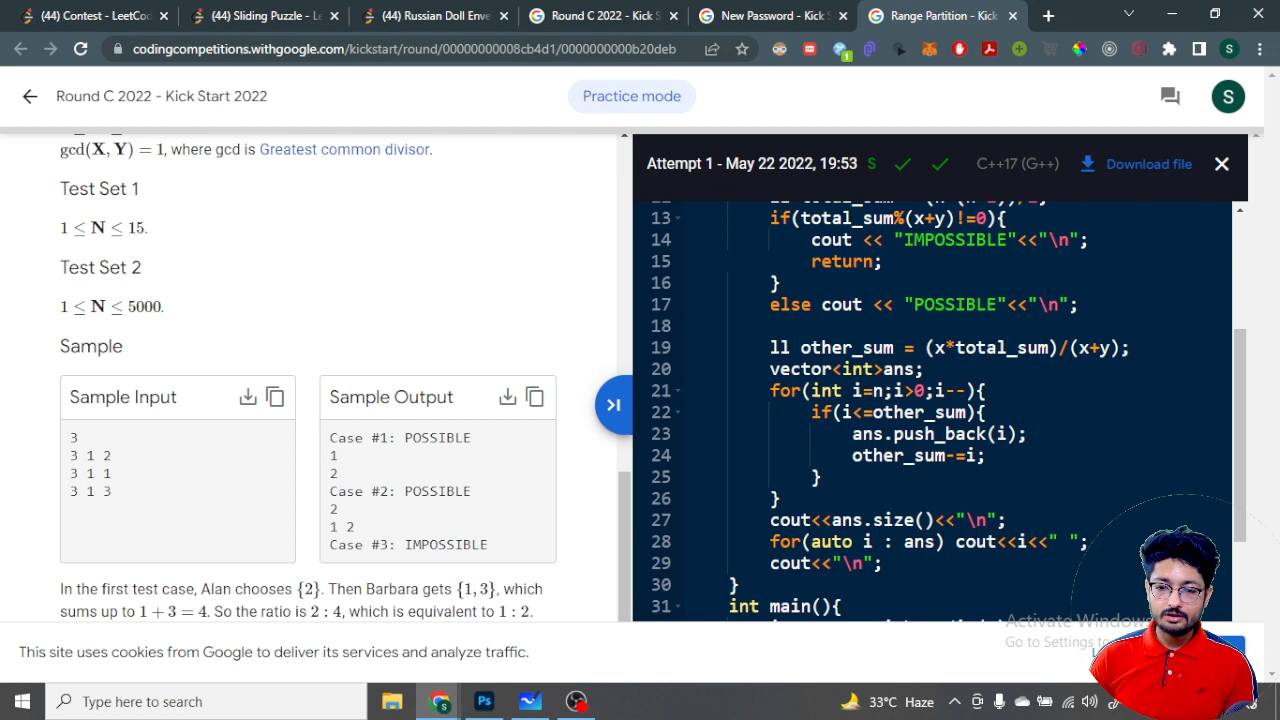 (44) Contest - LeetCo
(44) Sliding Puzzle - Le
(44) Russian Doll Enve
Round C 2022 - Kick S
New Password - Kick S
Range Partition - Kick
codingcompetitions.withgoogle.com/kickstart/round/00000000008cb4d1/0000000000b20deb
1
S
Round C 2022 - Kick Start 2022
Practice mode
S
gcd(X, Y) = 1, where gcd is Greatest common divisor.
Test Set 1
1 ≤ N ≤ 15.
Test Set 2
1 ≤ N ≤ 5000.
Sample
Sample Input
3
3 1 2
3 1 1
3 1 3
Sample Output
Case #1: POSSIBLE
1
2
Case #2: POSSIBLE
2
1 2
Case #3: IMPOSSIBLE
In the first test case, Alan chooses {2}. Then Barbara gets {1, 3}, which
sums up to 1 + 3 = 4. So the ratio is 2 : 4, which is equivalent to 1 : 2.
Attempt 1 - May 22 2022, 19:53 S C++17 (G++) Download file
13 if(total_sum%(x+y)!=0){
14 cout << "IMPOSSIBLE"<<"\n";
15 return;
16 }
17 else cout << "POSSIBLE"<<"\n";
18
19 ll other_sum = (x*total_sum)/(x+y);
20 vector<int>ans;
21 for(int i=n;i>0;i--){
22 if(i<=other_sum){
23 ans.push_back(i);
24 other_sum-=i;
25 }
26 }
27 cout<<ans.size()<<"\n";
28 for(auto i : ans) cout<<i<<" ";
29 cout<<"\n";
30 }
31 int main(){
Activate Windows
Go to Settings to
This site uses cookies from Google to deliver its services and analyze traffic.
Type here to search
Ps
33°C Haze